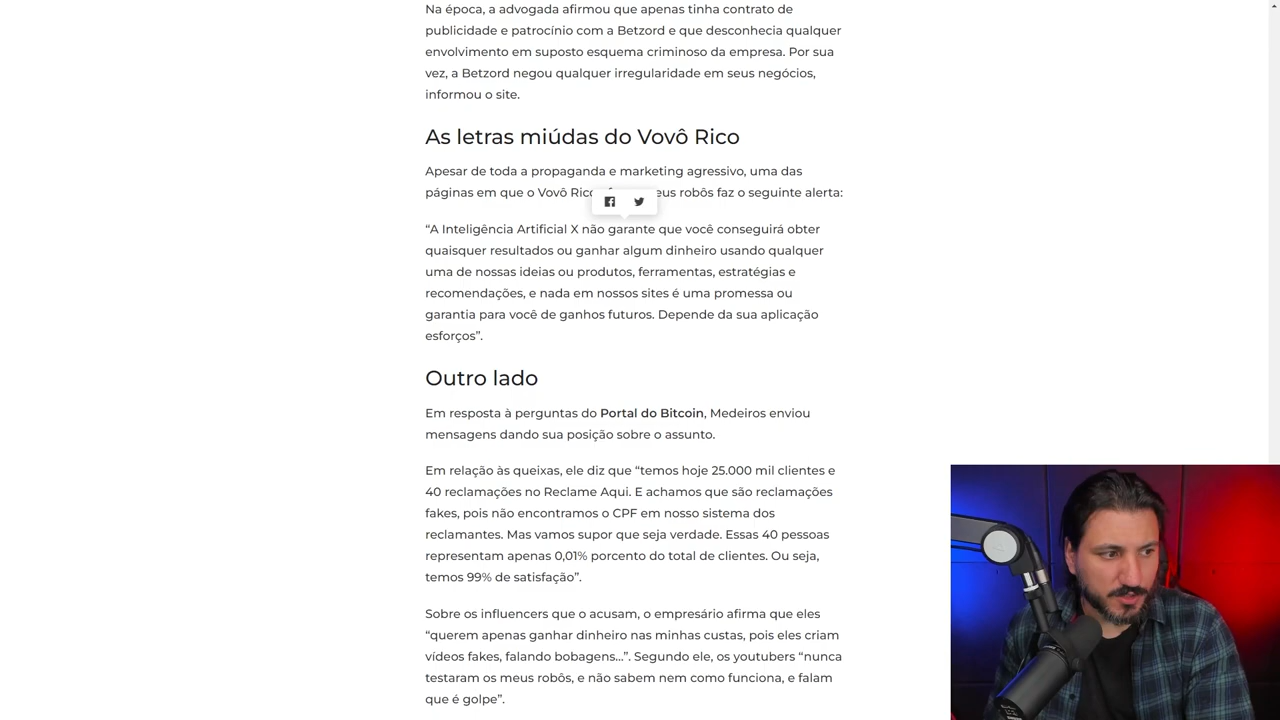 Na época, a advogada afirmou que apenas tinha contrato de
publicidade e patrocínio com a Betzord e que desconhecia qualquer
envolvimento em suposto esquema criminoso da empresa. Por sua
vez, a Betzord negou qualquer irregularidade em seus negócios,
informou o site.
As letras miúdas do Vovô Rico
Apesar de toda a propaganda e marketing agressivo, uma das
páginas em que o Vovô Rico robôs faz o seguinte alerta:
“A Inteligência Artificial X não garante que você conseguirá obter
quaisquer resultados ou ganhar algum dinheiro usando qualquer
uma de nossas ideias ou produtos, ferramentas, estratégias e
recomendações, e nada em nossos sites é uma promessa ou
garantia para você de ganhos futuros. Depende da sua aplicação
esforços”.
Outro lado
Em resposta à perguntas do Portal do Bitcoin, Medeiros enviou
mensagens dando sua posição sobre o assunto.
Em relação às queixas, ele diz que “temos hoje 25.000 mil clientes e
40 reclamações no Reclame Aqui. E achamos que são reclamações
fakes, pois não encontramos o CPF em nosso sistema dos
reclamantes. Mas vamos supor que seja verdade. Essas 40 pessoas
representam apenas 0,01% porcento do total de clientes. Ou seja,
temos 99% de satisfação”.
Sobre os influencers que o acusam, o empresário afirma que eles
“querem apenas ganhar dinheiro nas minhas custas, pois eles criam
vídeos fakes, falando bobagens…”. Segundo ele, os youtubers “nunca
testaram os meus robôs, e não sabem nem como funciona, e falam
que é golpe”.